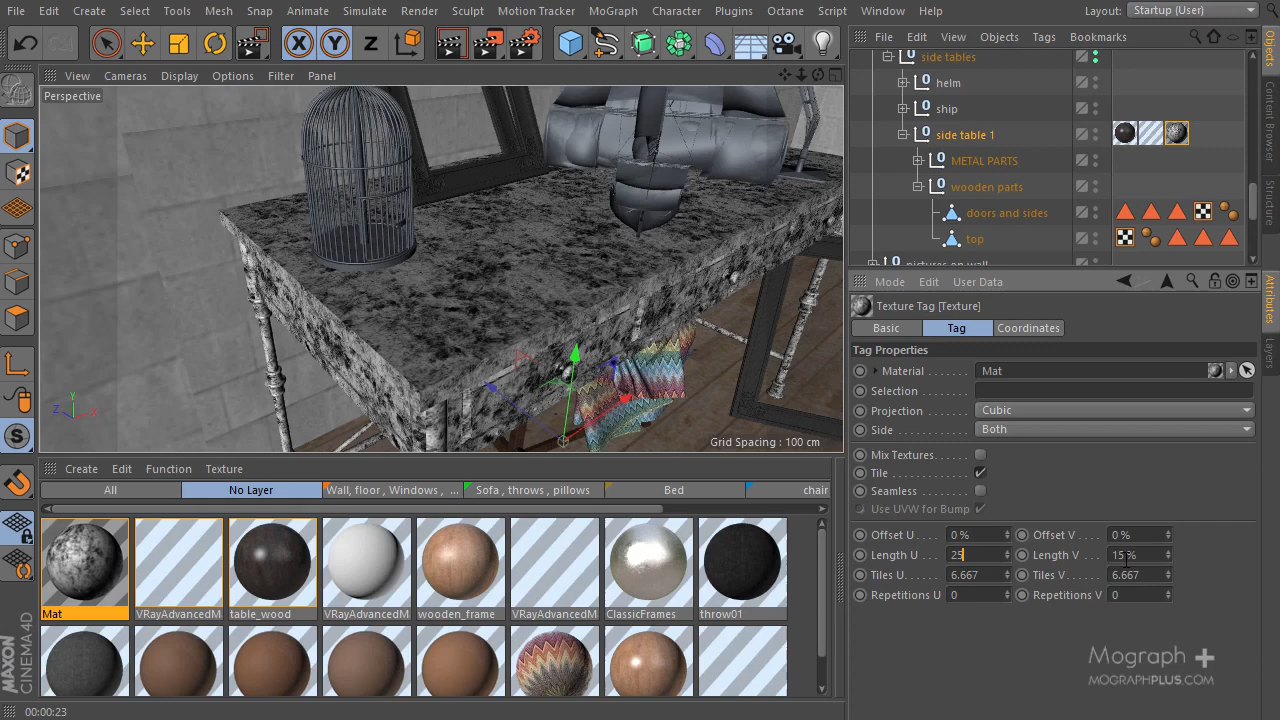 File Edit Create Select Tools Mesh Snap Animate Simulate Render Sculpt Motion Tracker MoGraph Character Plugins Octane Script Window Layout: Startup (User)
X Y Z
File Edit View Objects Tags Bookmarks
View Cameras Display Options Filter Panel
Perspective
Grid Spacing : 100 cm
Y
Z X
side tables
helm
ship
side table 1
METAL PARTS
wooden parts
doors and sides
top
pictures on wall
Objects
Content Browser
Structure
Attributes
Layers
Mode Edit User Data
Texture Tag [Texture]
Basic Tag Coordinates
Tag Properties
Material Mat
Selection
Projection Cubic
Side Both
Mix Textures
Tile
Seamless
Use UVW for Bump
Offset U 0 % Offset V 0 %
Length U 25 Length V 15 %
Tiles U 6.667 Tiles V 6.667
Repetitions U 0 Repetitions V 0
Create Edit Function Texture
All No Layer Wall, floor , Windows , ... Sofa , throws , pillows Bed chair
Mat VRayAdvancedM table_wood VRayAdvancedM wooden_frame VRayAdvancedM ClassicFrames throw01
MAXON
CINEMA 4D
Mograph +
MOGRAPHPLUS.COM
00:00:23